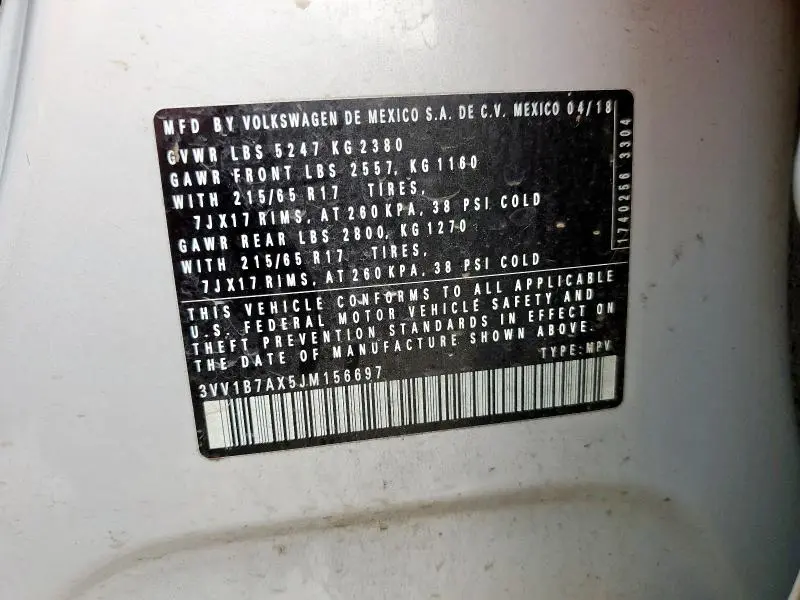 MFD BY VOLKSWAGEN DE MEXICO S.A. DE C.V. MEXICO 04/18
GVWR LBS 5247 KG 2380
GAWR FRONT LBS 2557, KG 1160
WITH 215/65 R17 TIRES,
7JX17 RIMS, AT 260 KPA, 38 PSI COLD
GAWR REAR LBS 2800, KG 1270
WITH 215/65 R17 TIRES,
7JX17 RIMS, AT 260 KPA, 38 PSI COLD
1740256 3304
THIS VEHICLE CONFORMS TO ALL APPLICABLE
U.S. FEDERAL MOTOR VEHICLE SAFETY AND
THEFT PREVENTION STANDARDS IN EFFECT ON
THE DATE OF MANUFACTURE SHOWN ABOVE.
TYPE: MPV
3VV1B7AX5JM156697